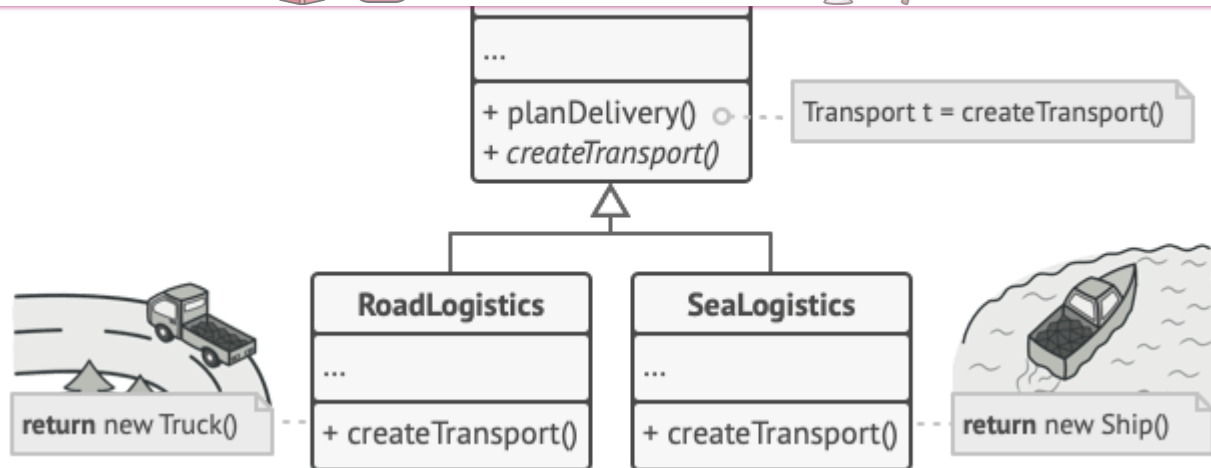 ...
+ planDelivery()
+ createTransport()
Transport t = createTransport()
RoadLogistics
...
+ createTransport()
SeaLogistics
...
+ createTransport()
return new Truck()
return new Ship()